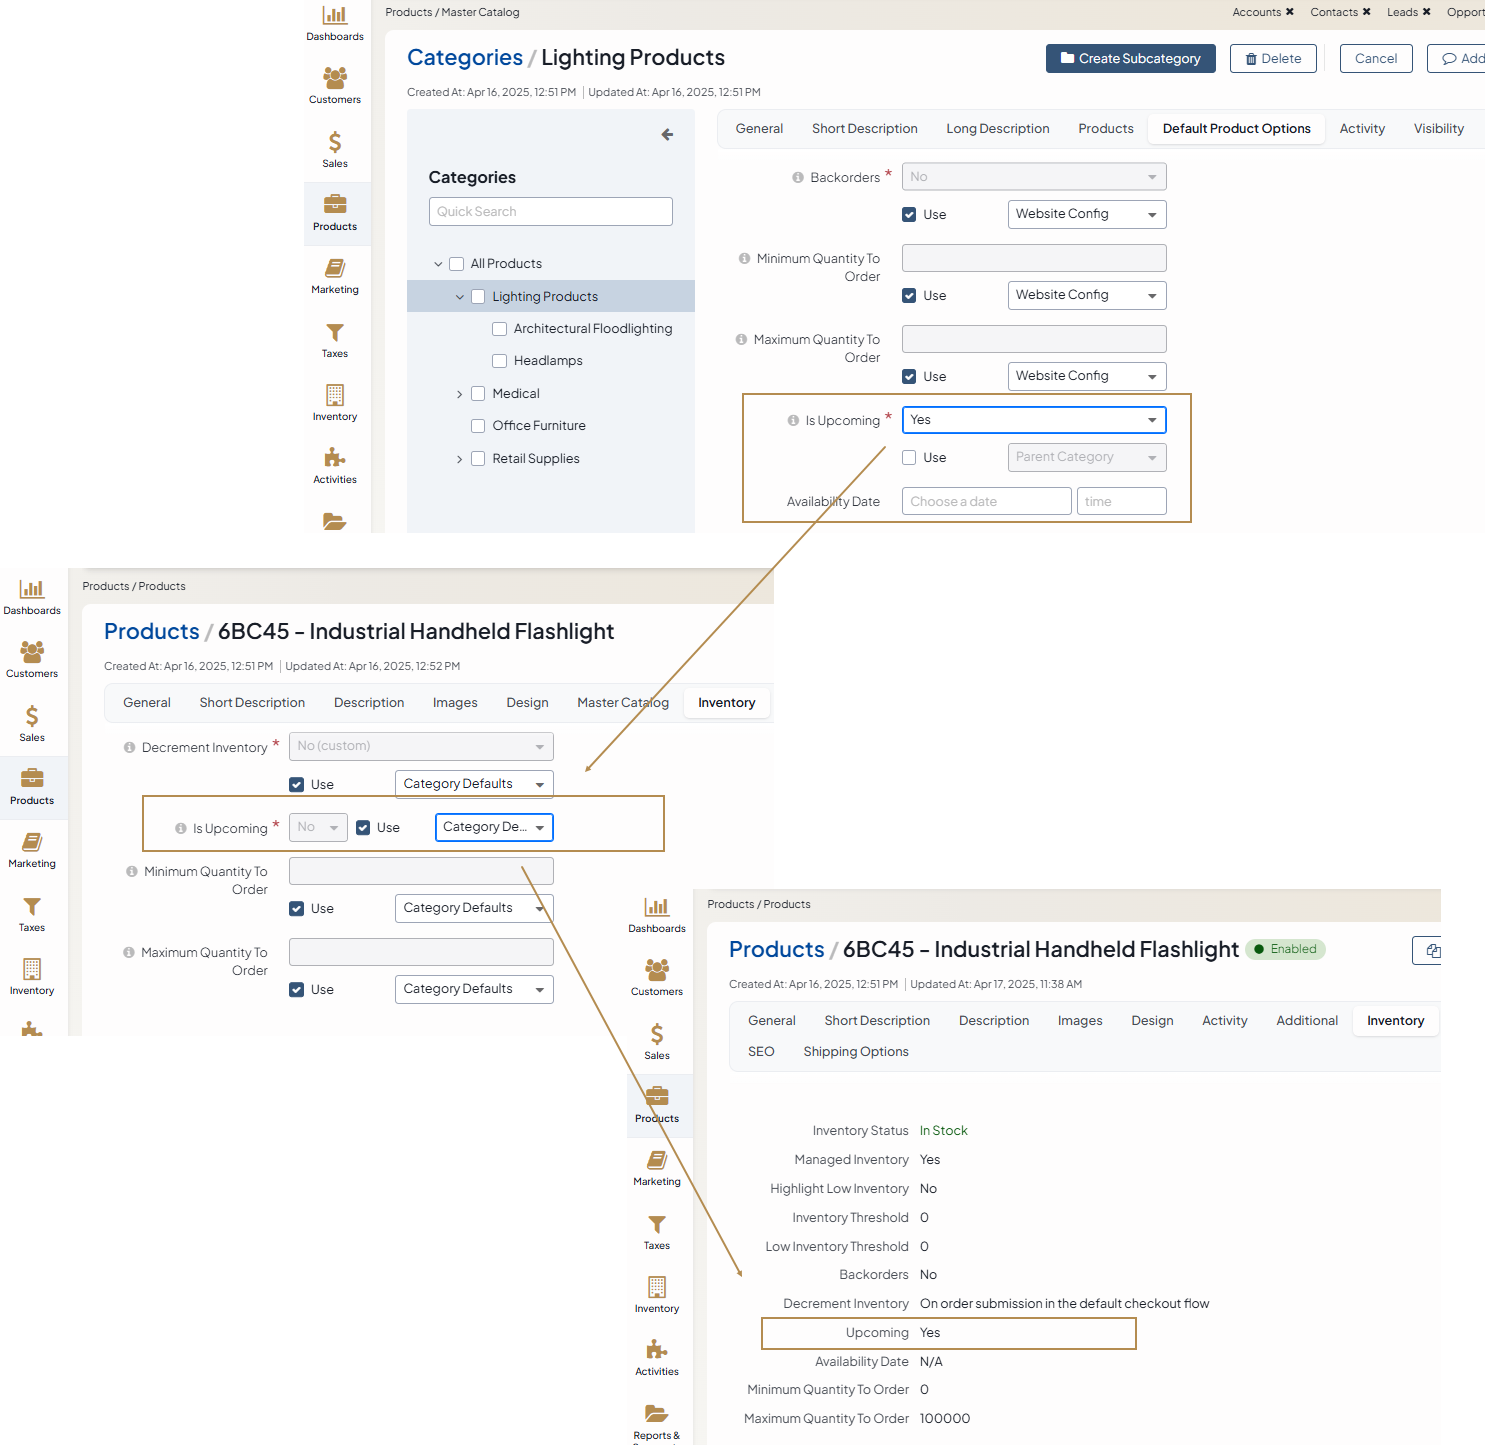 Dashboards
Customers
Sales
Products
Marketing
Taxes
Inventory
Activities
Products / Master Catalog
Accounts ✖ Contacts ✖ Leads ✖ Opport
Categories / Lighting Products
Create Subcategory Delete Cancel Add
Created At: Apr 16, 2025, 12:51 PM | Updated At: Apr 16, 2025, 12:51 PM
Categories
Quick Search
All Products
Lighting Products
Architectural Floodlighting
Headlamps
Medical
Office Furniture
Retail Supplies
General Short Description Long Description Products Default Product Options Activity Visibility
Backorders * No
Use Website Config
Minimum Quantity To
Order
Use Website Config
Maximum Quantity To
Order
Use Website Config
Is Upcoming * Yes
Use Parent Category
Availability Date Choose a date time
Dashboards
Customers
Sales
Products
Marketing
Taxes
Inventory
Products / Products
Products / 6BC45 - Industrial Handheld Flashlight
Created At: Apr 16, 2025, 12:51 PM | Updated At: Apr 16, 2025, 12:52 PM
General Short Description Description Images Design Master Catalog Inventory
Decrement Inventory * No (custom)
Use Category Defaults
Is Upcoming * No Use Category De...
Minimum Quantity To
Order
Use Category Defaults
Maximum Quantity To
Order
Use Category Defaults
Dashboards
Customers
Sales
Products
Marketing
Taxes
Inventory
Activities
Reports &
Products / Products
Products / 6BC45 - Industrial Handheld Flashlight Enabled
Created At: Apr 16, 2025, 12:51 PM | Updated At: Apr 17, 2025, 11:38 AM
General Short Description Description Images Design Activity Additional Inventory
SEO Shipping Options
Inventory Status In Stock
Managed Inventory Yes
Highlight Low Inventory No
Inventory Threshold 0
Low Inventory Threshold 0
Backorders No
Decrement Inventory On order submission in the default checkout flow
Upcoming Yes
Availability Date N/A
Minimum Quantity To Order 0
Maximum Quantity To Order 100000